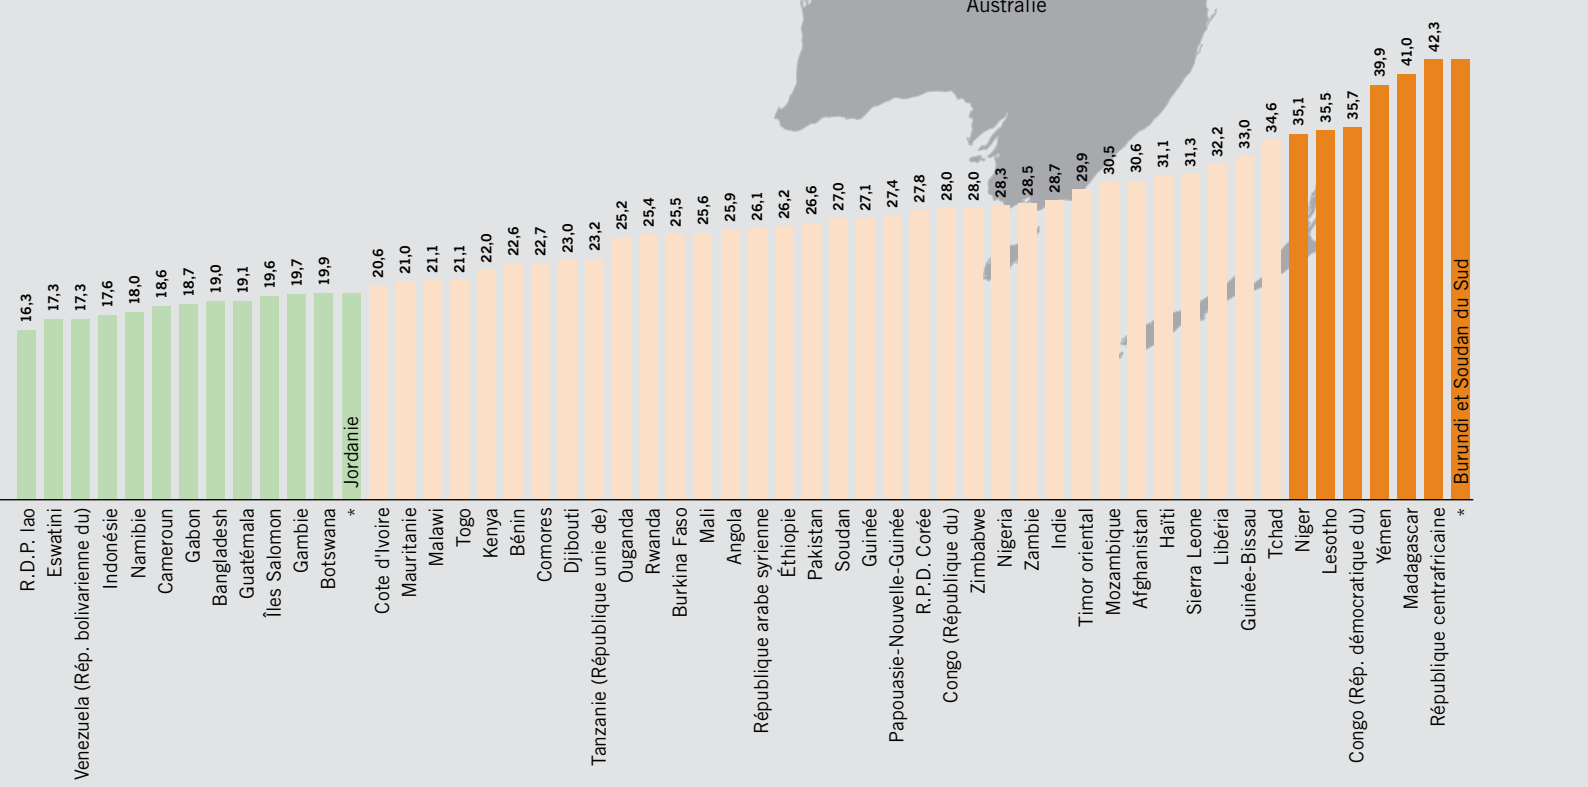 Australie
16,3
17,3
17,3
17,6
18,0
18,6
18,7
19,0
19,1
19,6
19,7
19,9
20,6
21,0
21,1
21,1
22,0
22,6
22,7
23,0
23,2
25,2
25,4
25,5
25,6
25,9
26,1
26,2
26,6
27,0
27,1
27,4
27,8
28,0
28,0
28,3
28,5
28,7
29,9
30,5
30,6
31,1
31,3
32,2
33,0
34,6
35,1
35,5
35,7
39,9
41,0
42,3
Jordanie
Burundi et Soudan du Sud
R.D.P. lao
Eswatini
Venezuela (Rép. bolivarienne du)
Indonésie
Namibie
Cameroun
Gabon
Bangladesh
Guatémala
Îles Salomon
Gambie
Botswana
*
Cote d'Ivoire
Mauritanie
Malawi
Togo
Kenya
Bénin
Comores
Djibouti
Tanzanie (République unie de)
Ouganda
Rwanda
Burkina Faso
Mali
Angola
République arabe syrienne
Éthiopie
Pakistan
Soudan
Guinée
Papouasie-Nouvelle-Guinée
R.P.D. Corée
Congo (République du)
Zimbabwe
Nigeria
Zambie
Indie
Timor oriental
Mozambique
Afghanistan
Haïti
Sierra Leone
Libéria
Guinée-Bissau
Tchad
Niger
Lesotho
Congo (Rép. démocratique du)
Yémen
Madagascar
République centrafricaine
*